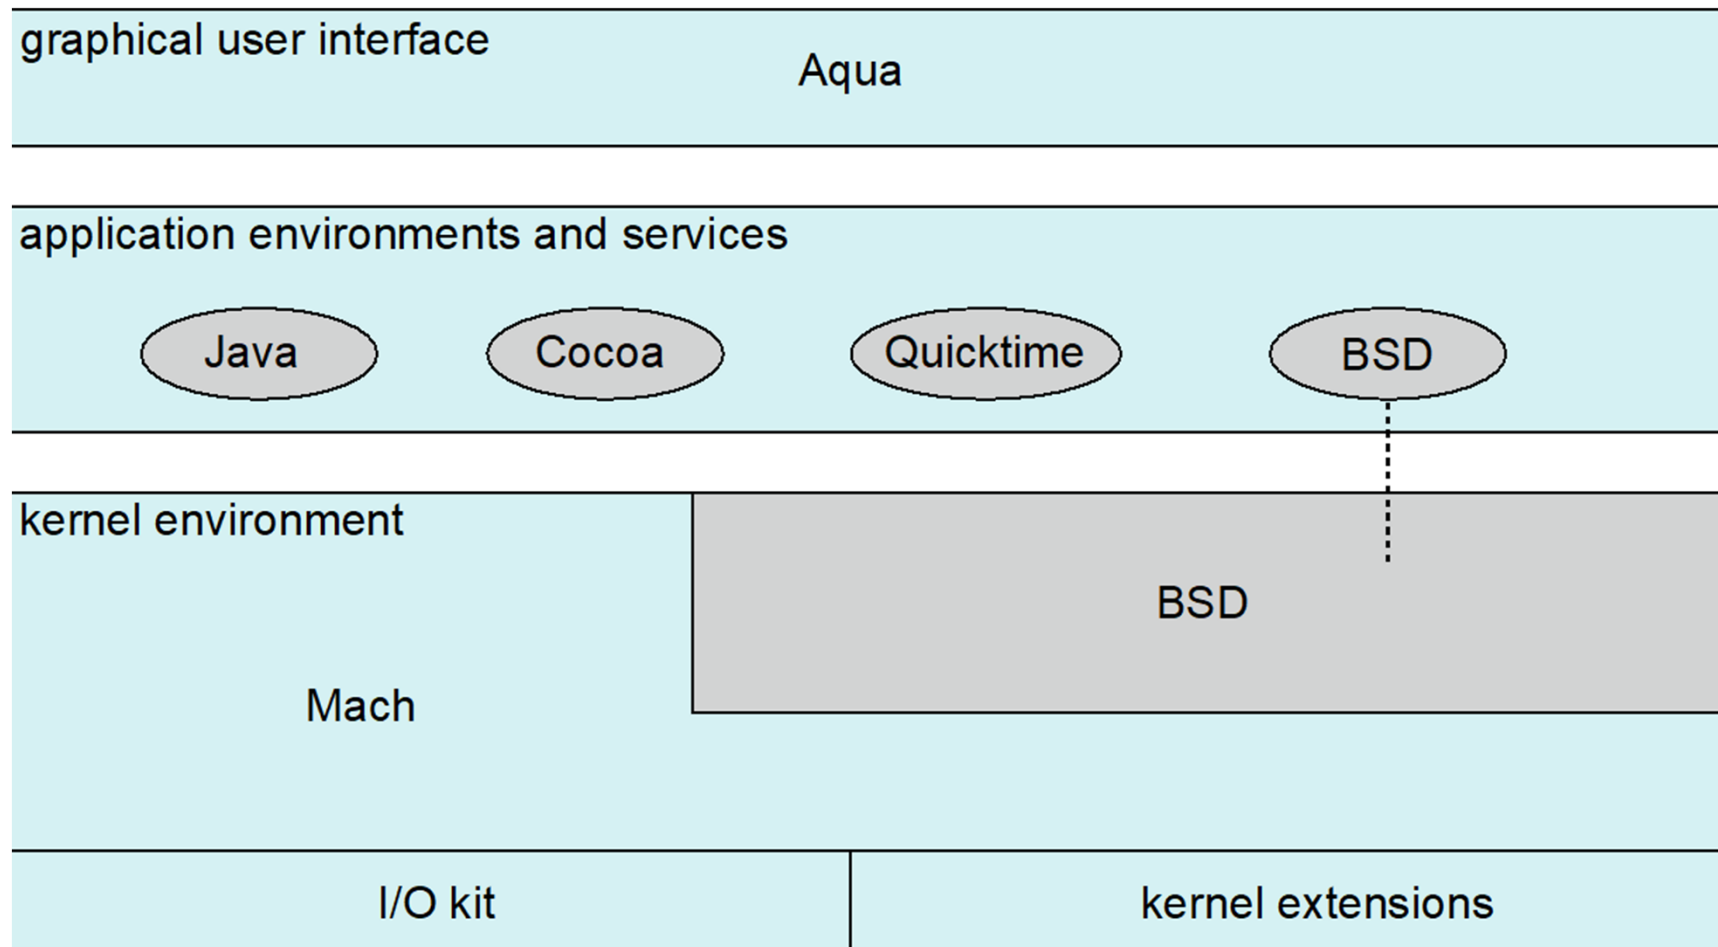 graphical user interface
Aqua
application environments and services
Java
Cocoa
Quicktime
BSD
kernel environment
BSD
Mach
I/O kit
kernel extensions